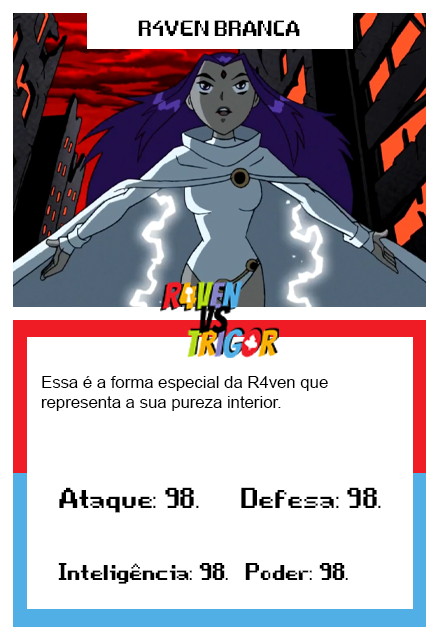 R4VEN BRANCA
R4VEN
VS
TRIGOR
Essa é a forma especial da R4ven que
representa a sua pureza interior.
Ataque: 98. Defesa: 98.
Inteligência: 98. Poder: 98.